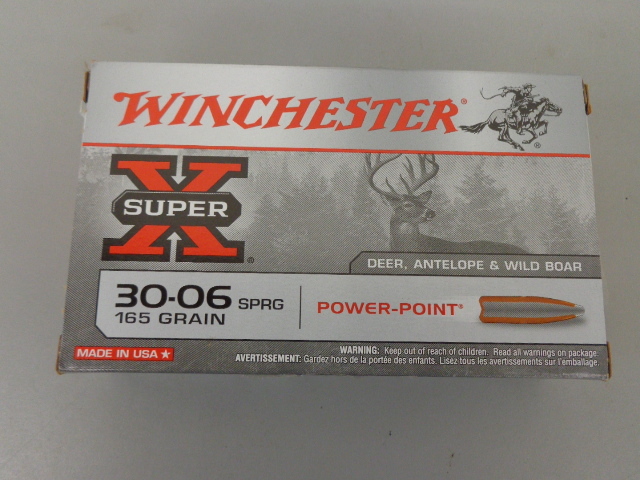 WINCHESTER®
X
SUPER
®
DEER, ANTELOPE & WILD BOAR
30-06 SPRG
165 GRAIN
POWER-POINT®
MADE IN USA★
WARNING: Keep out of reach of children. Read all warnings on package.
AVERTISSEMENT: Gardez hors de la portée des enfants. Lisez tous les avertissements sur l'emballage.